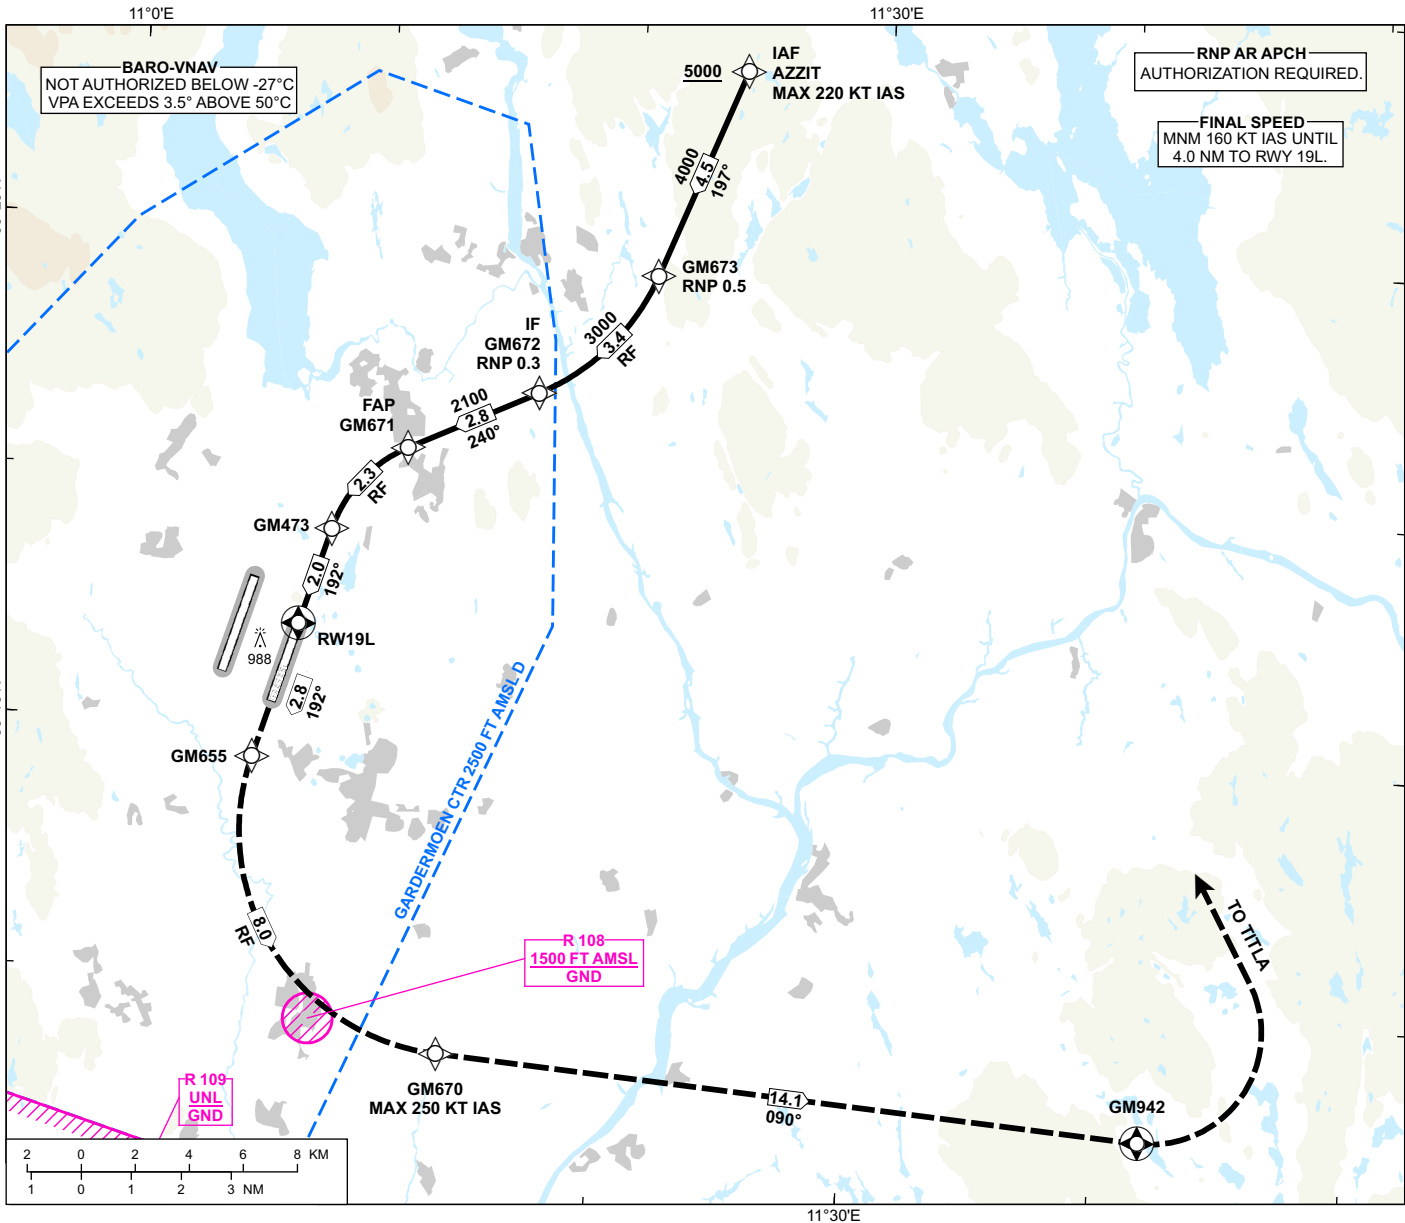 11°0'E
11°30'E
BARO-VNAV
NOT AUTHORIZED BELOW -27°C
VPA EXCEEDS 3.5° ABOVE 50°C
5000
IAF
AZZIT
MAX 220 KT IAS
RNP AR APCH
AUTHORIZATION REQUIRED.
FINAL SPEED
MNM 160 KT IAS UNTIL
4.0 NM TO RWY 19L.
4000
4.5
197°
GM673
RNP 0.5
3000
3.4
RF
IF
GM672
RNP 0.3
2100
2.8
240°
FAP
GM671
2.3
RF
GM473
2.0
192°
RW19L
988
2.8
192°
GM655
GARDERMOEN CTR 2500 FT AMSL D
8.0
RF
R 108
1500 FT AMSL
GND
TO TITLA
GM670
MAX 250 KT IAS
14.1
090°
GM942
R 109
UNL
GND
2 0 2 4 6 8 KM
1 0 1 2 3 NM
11°30'E